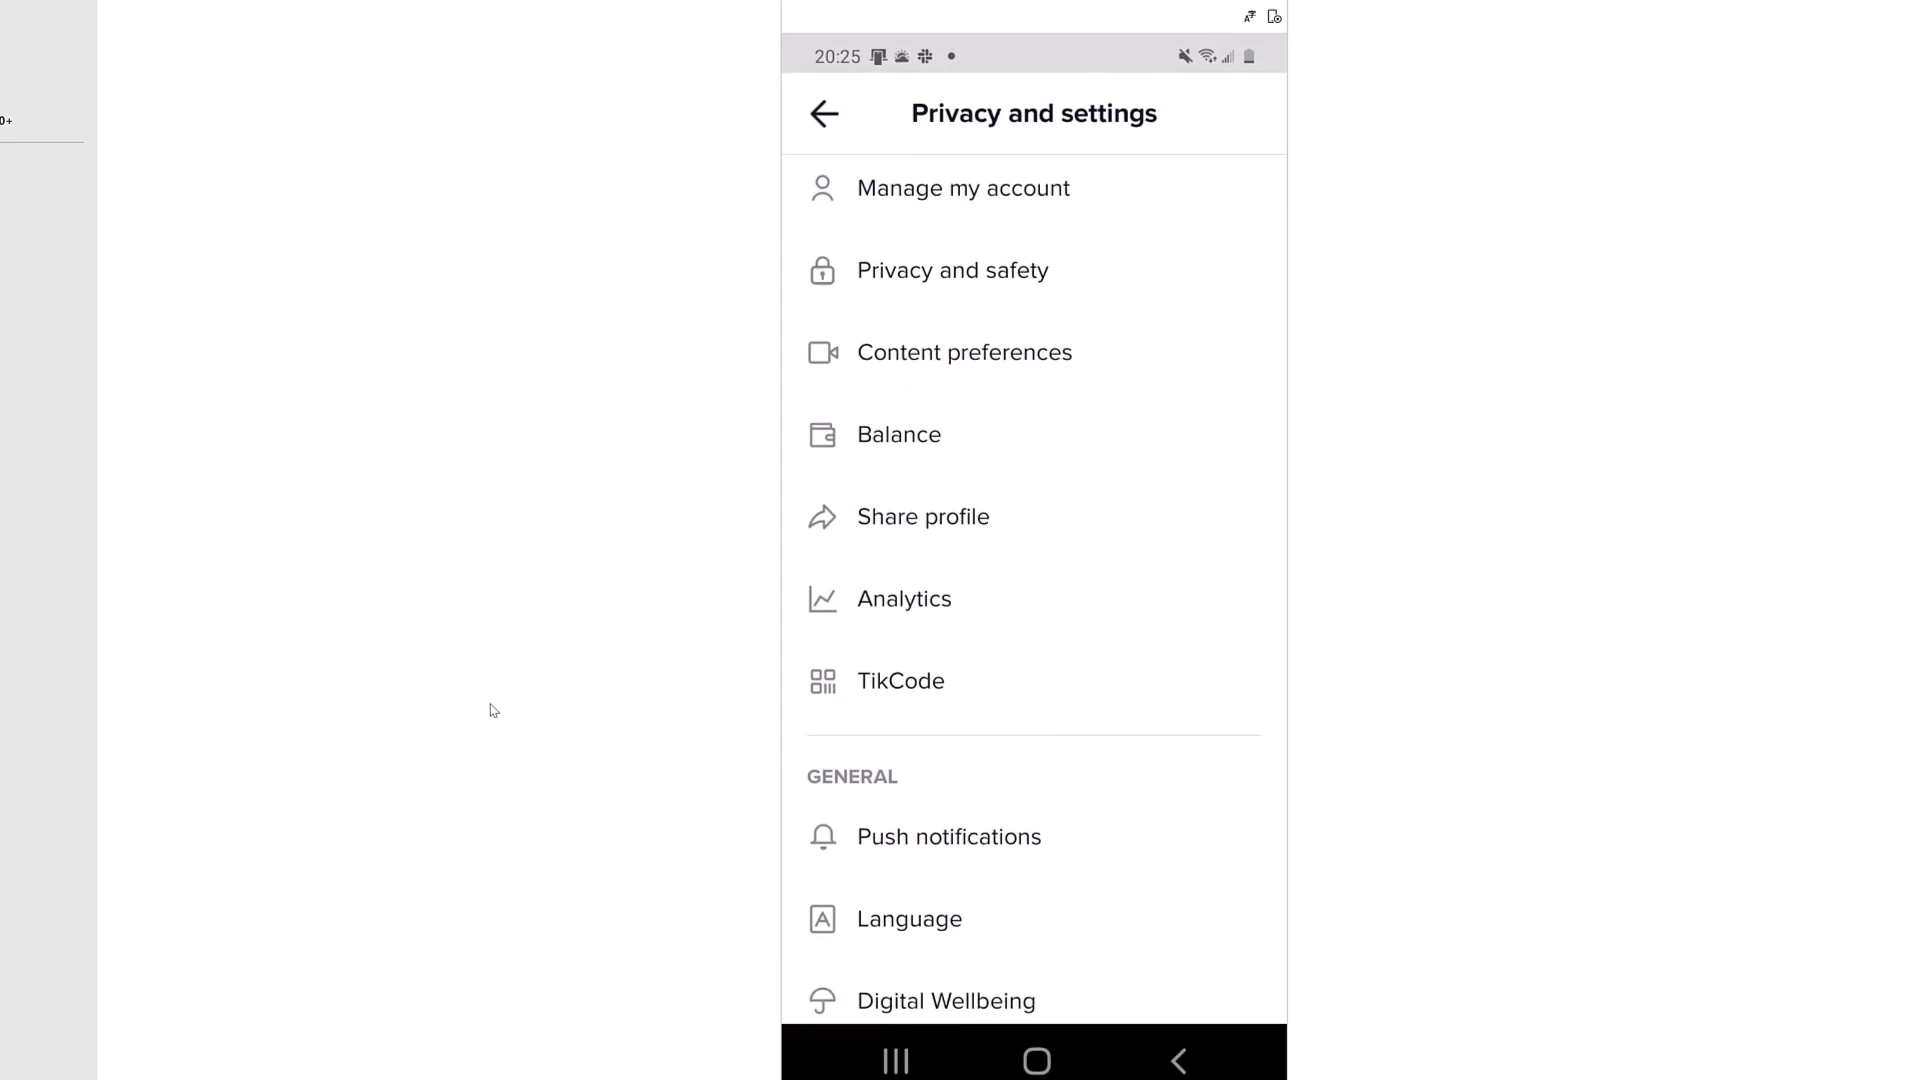 0+
20:25
Privacy and settings
Manage my account
Privacy and safety
Content preferences
Balance
Share profile
Analytics
TikCode
GENERAL
Push notifications
Language
Digital Wellbeing